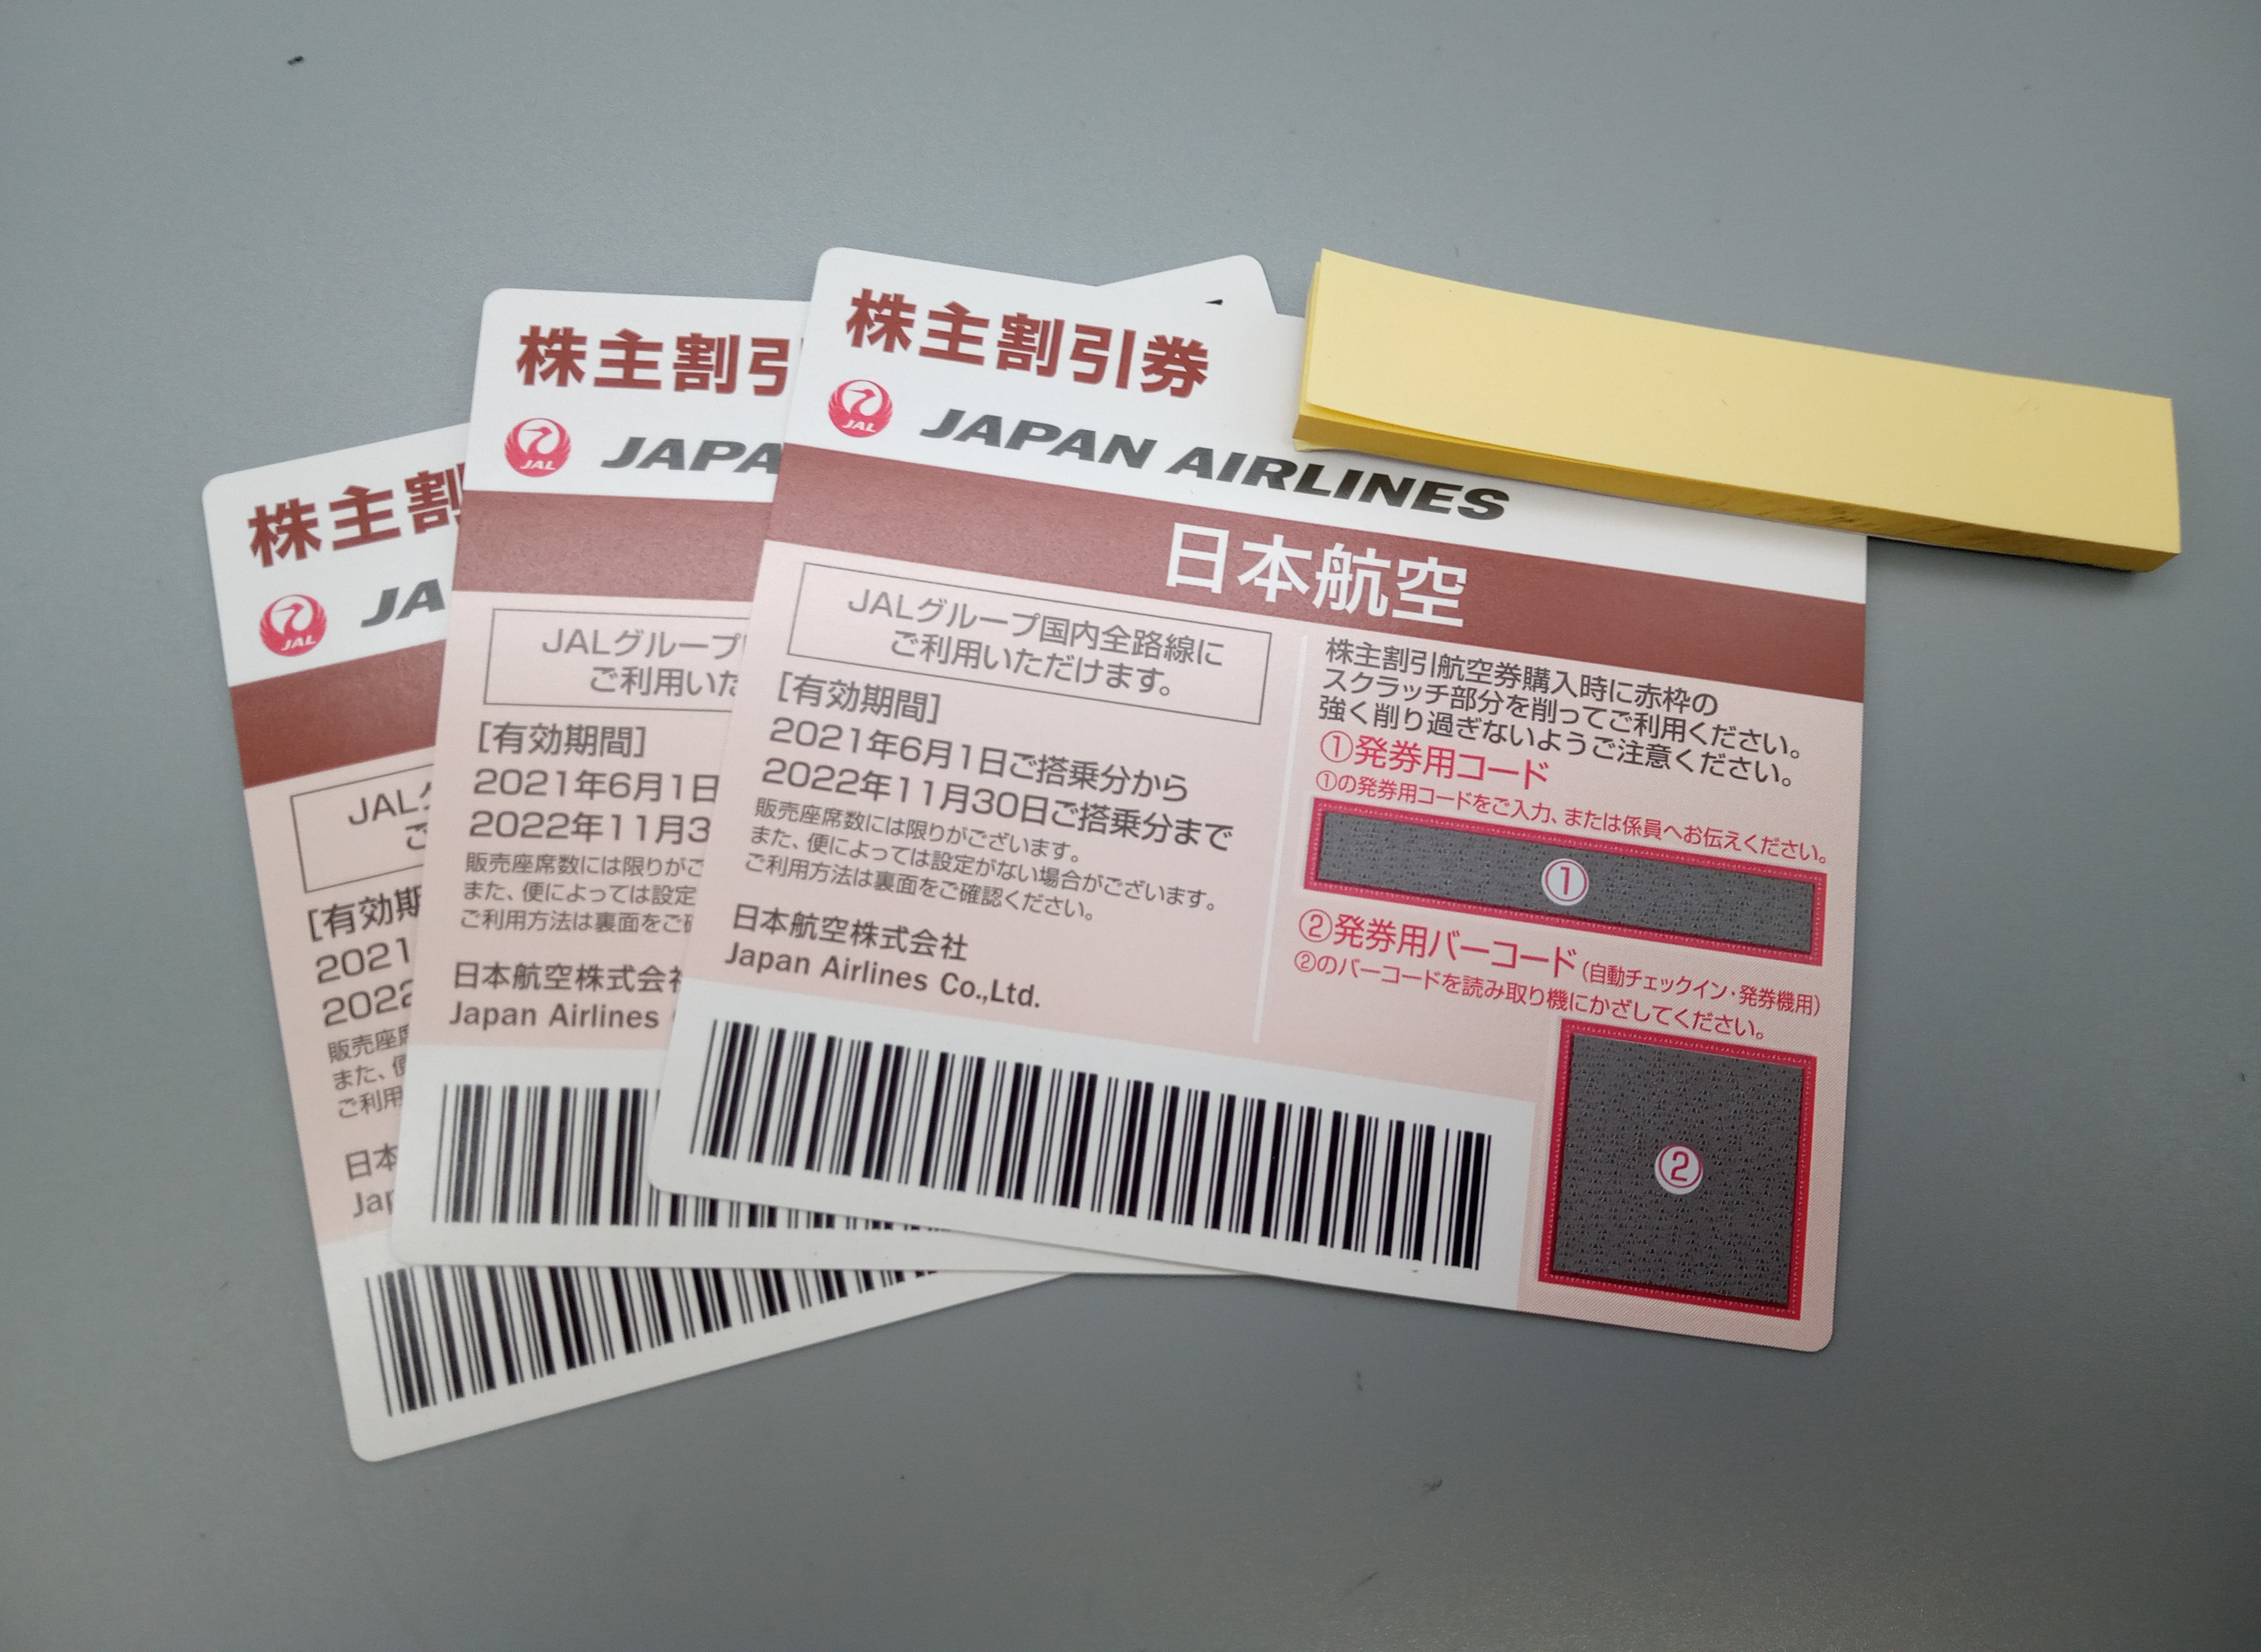 株主割
JAL
JA
JAL
[有効期
2021
2022
販売座席
また、便
ご利用
日本
Jap
株主割引
JAL
JAPA
JALグループ
ご利用いた
[有効期間]
2021年6月1日
2022年11月3
販売座席数には限りがご
また、便によっては設定
ご利用方法は裏面をご確
日本航空株式会社
Japan Airlines
株主割引券
JAL
JAPAN AIRLINES
日本航空
JALグループ国内全路線に
ご利用いただけます。
[有効期間]
2021年6月1日ご搭乗分から
2022年11月30日ご搭乗分まで
販売座席数には限りがございます。
また、便によっては設定がない場合がございます。
ご利用方法は裏面をご確認ください。
日本航空株式会社
Japan Airlines Co.,Ltd.
株主割引航空券購入時に赤枠の
スクラッチ部分を削ってご利用ください。
強く削り過ぎないようご注意ください。
①発券用コード
①の発券用コードをご入力、または係員へお伝えください。
①
②発券用バーコード(自動チェックイン・発券機用)
②のバーコードを読み取り機にかざしてください。
②